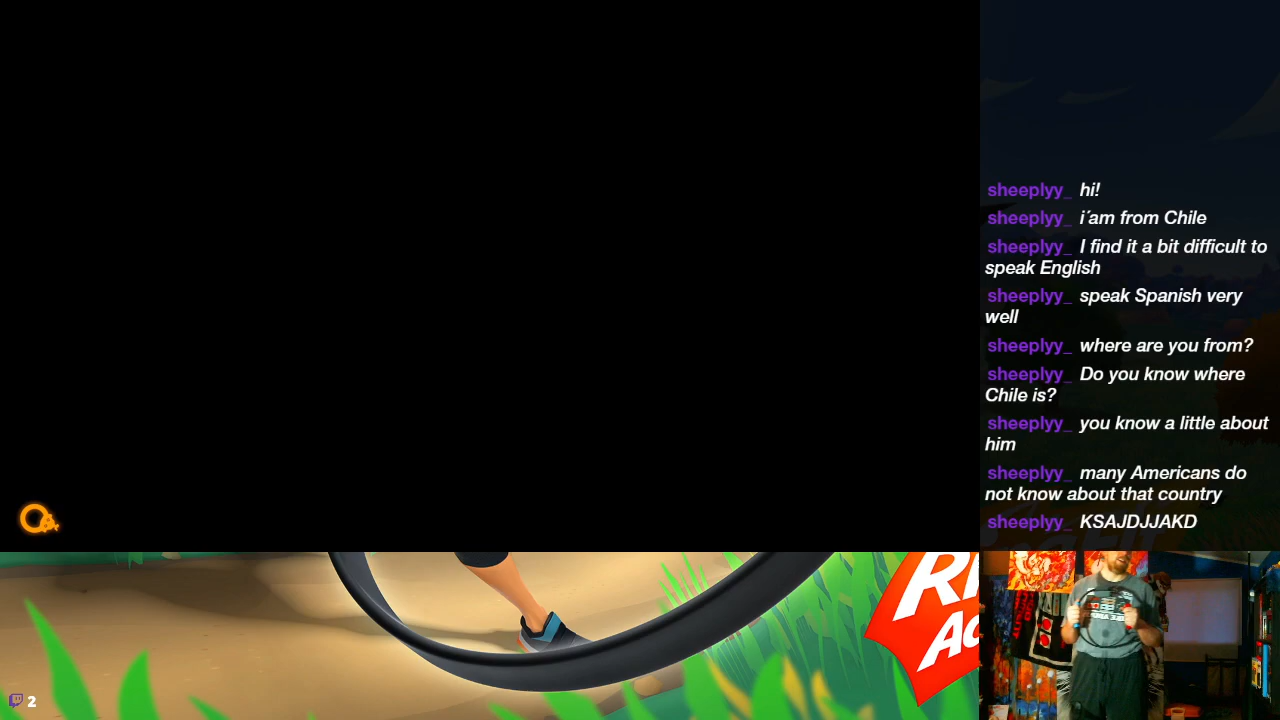 sheeplyy_ hi!
sheeplyy_ i´am from Chile
sheeplyy_ I find it a bit difficult to
speak English
sheeplyy_ speak Spanish very
well
sheeplyy_ where are you from?
sheeplyy_ Do you know where
Chile is?
sheeplyy_ you know a little about
him
sheeplyy_ many Americans do
not know about that country
sheeplyy_ KSAJDJJAKD
2